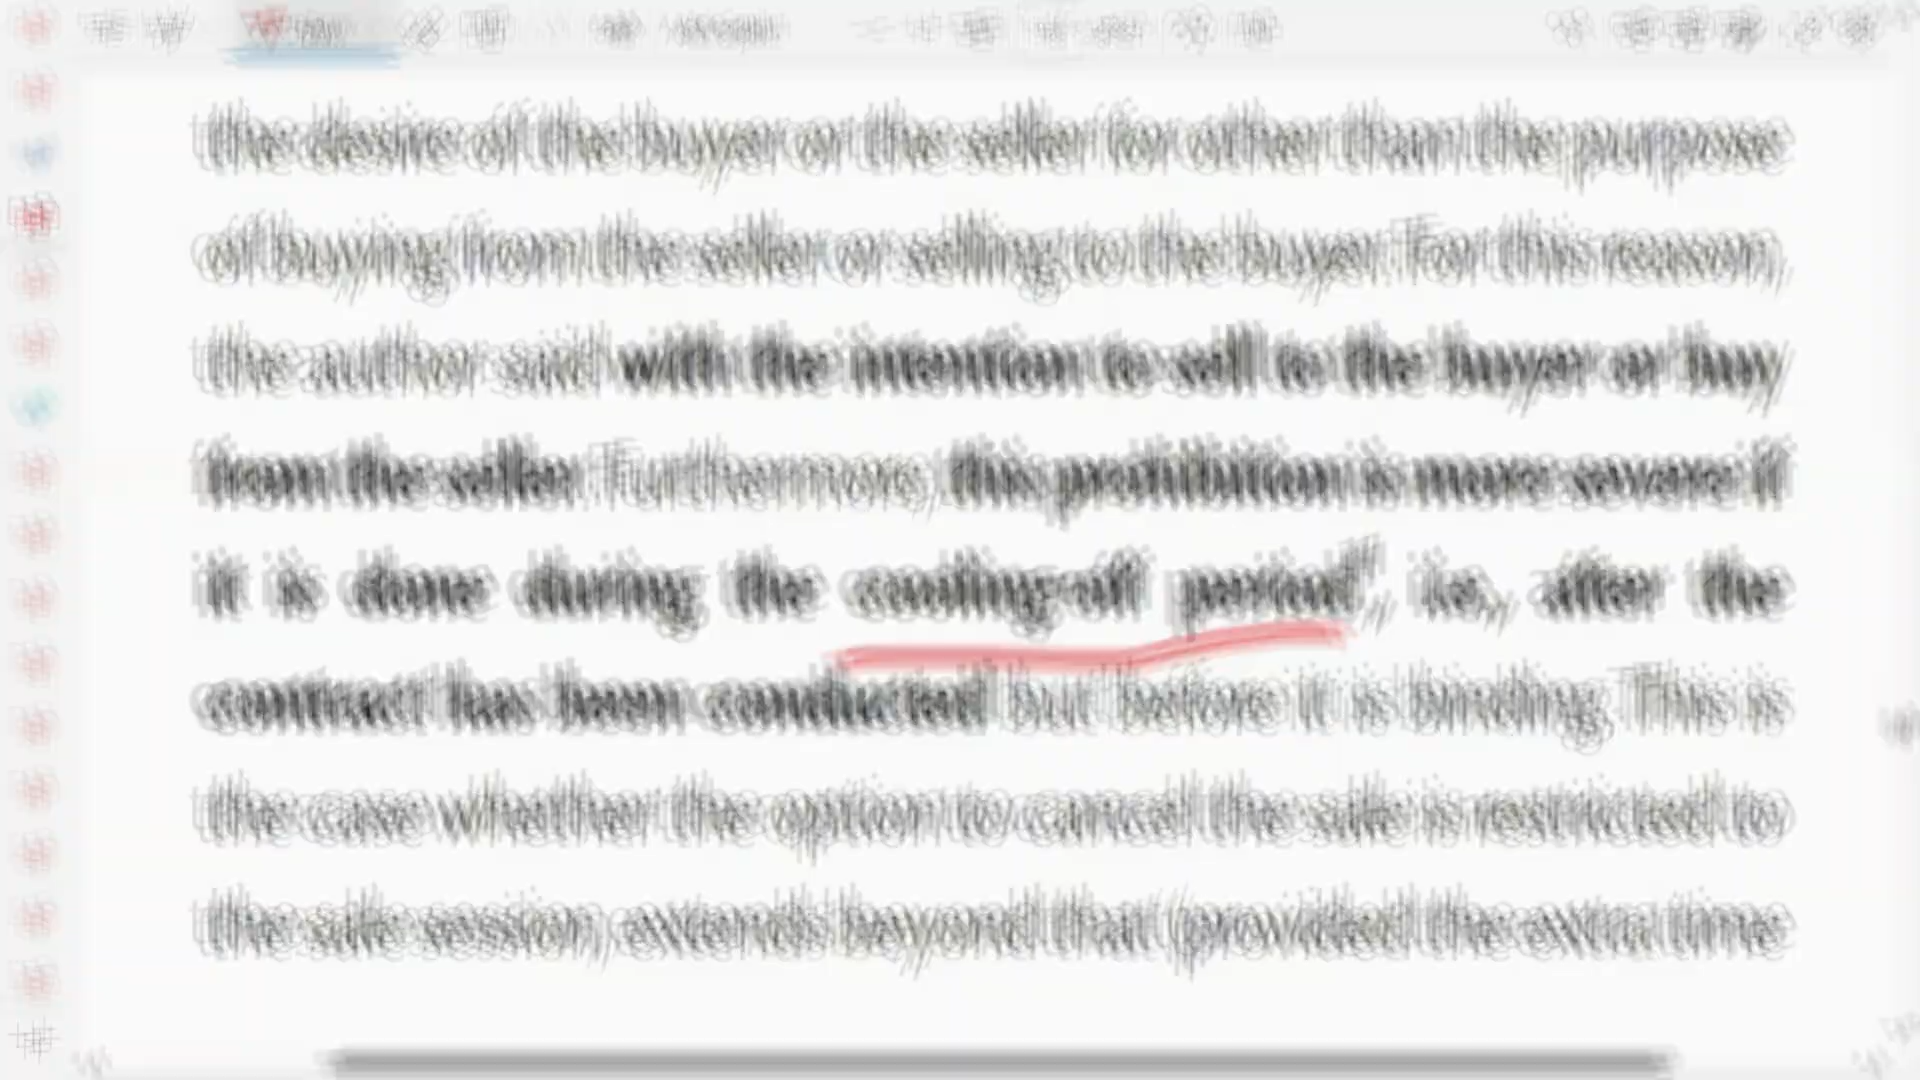 the desire of the buyer or the seller for other than the purpose
of buying from the seller or selling to the buyer. For this reason,
the author said with the intention to sell to the buyer or buy
from the seller. Furthermore, this prohibition is more severe if
it is done during the cooling-off period", i.e., after the
contract has been conducted but before it is binding. This is
the case whether the option to cancel the sale is restricted to
the sale session, extends beyond that (provided the extra time